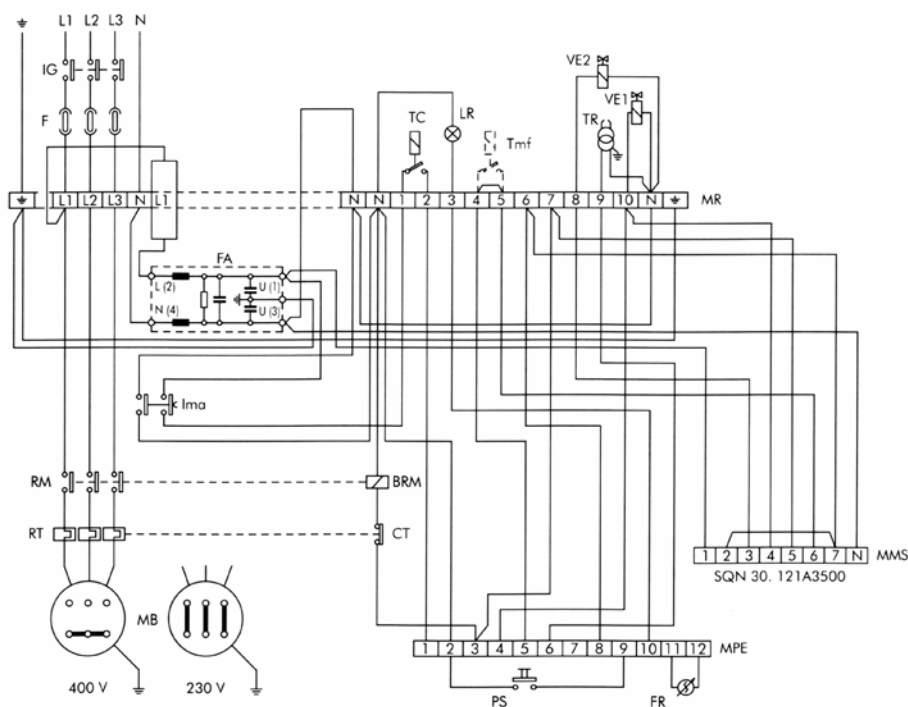 L1 L2 L3 N
IG
F
VE2
VE1
TC
LR
Tmf
TR
L1 L2 L3 N L1
N N 1 2 3 4 5 6 7 8 9 10 N MR
FA
L (2) U (1)
N (4) U (3)
Ima
RM
BRM
RT
CT
1 2 3 4 5 6 7 N MMS
SQN 30. 121A3500
MB
1 2 3 4 5 6 7 8 9 10 11 12 MPE
400 V 230 V
PS
FR